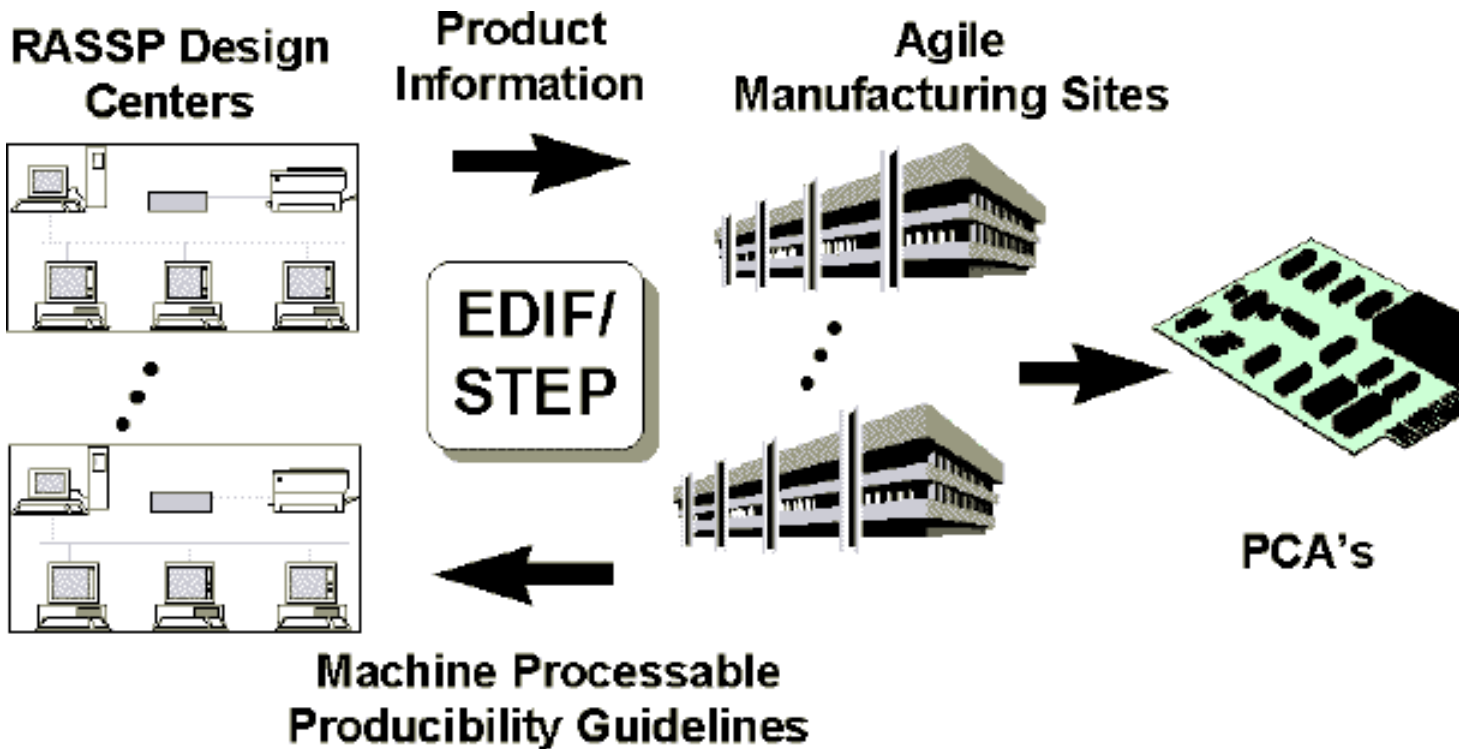 RASSP Design
Centers
Product
Information
Agile
Manufacturing Sites
EDIF/
STEP
PCA's
Machine Processable
Producibility Guidelines